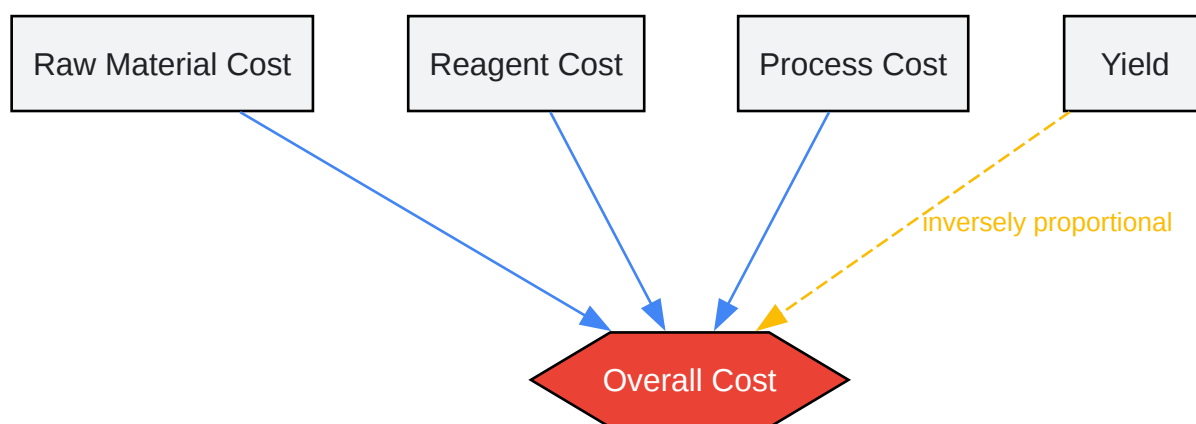 Raw Material Cost
Reagent Cost
Process Cost
Yield
inversely proportional
Overall Cost